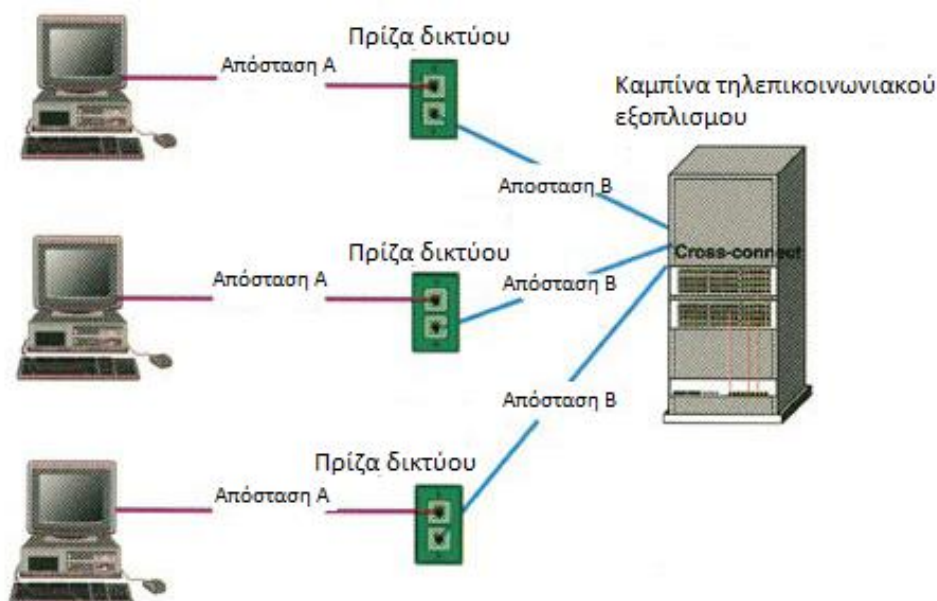 Πρίζα δικτύου
Απόσταση Α
Καμπίνα τηλεπικοινωνιακού
εξοπλισμου
Αποσταση Β
Πρίζα δικτύου
Cross-connect
Απόσταση Α
Απόσταση Β
Απόσταση Β
Πρίζα δικτύου
Απόσταση Α